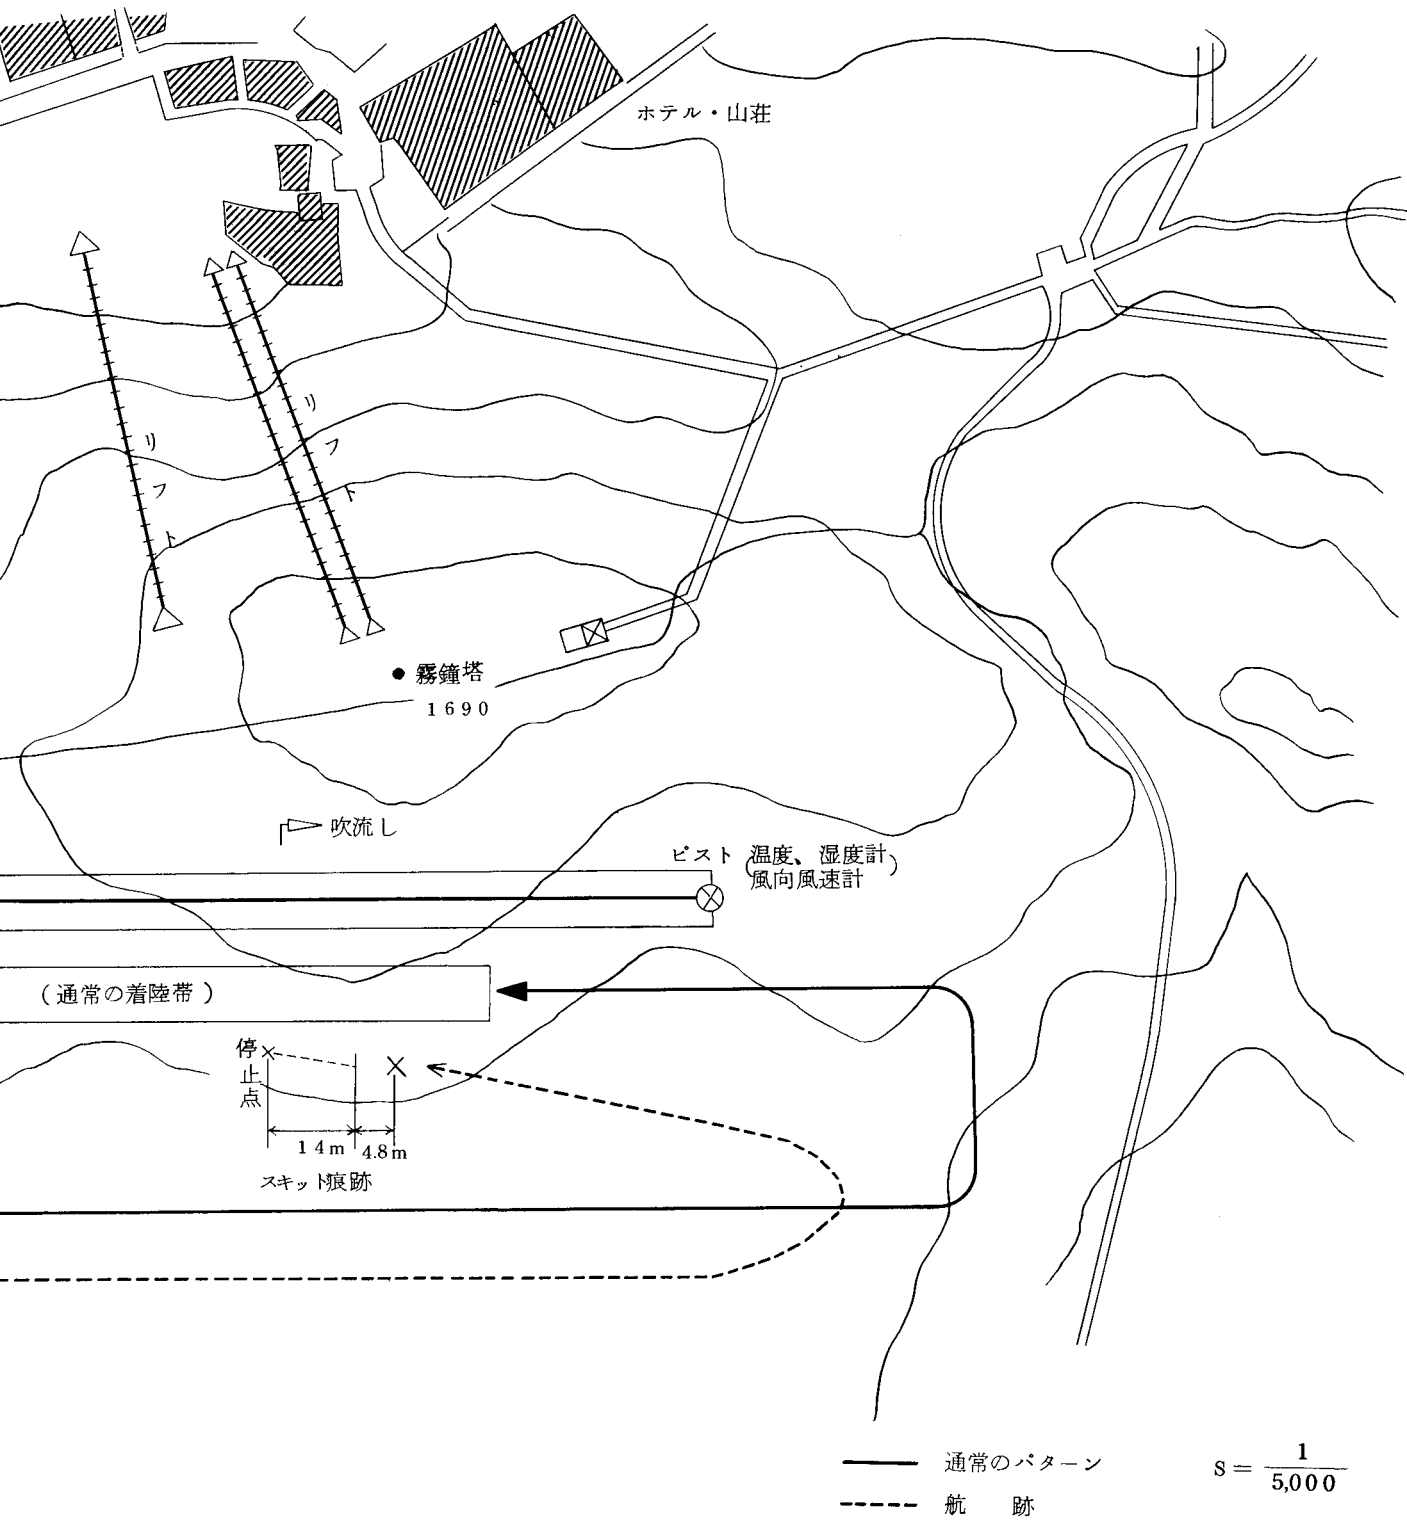 ホテル・山荘
リフト
リフト
霧鐘塔
1690
吹流し
ピスト(温度、湿度計
風向風速計)
(通常の着陸帯)
停止点
14m
4.8m
スキット痕跡
通常のパターン
航 跡
S=1/5,000